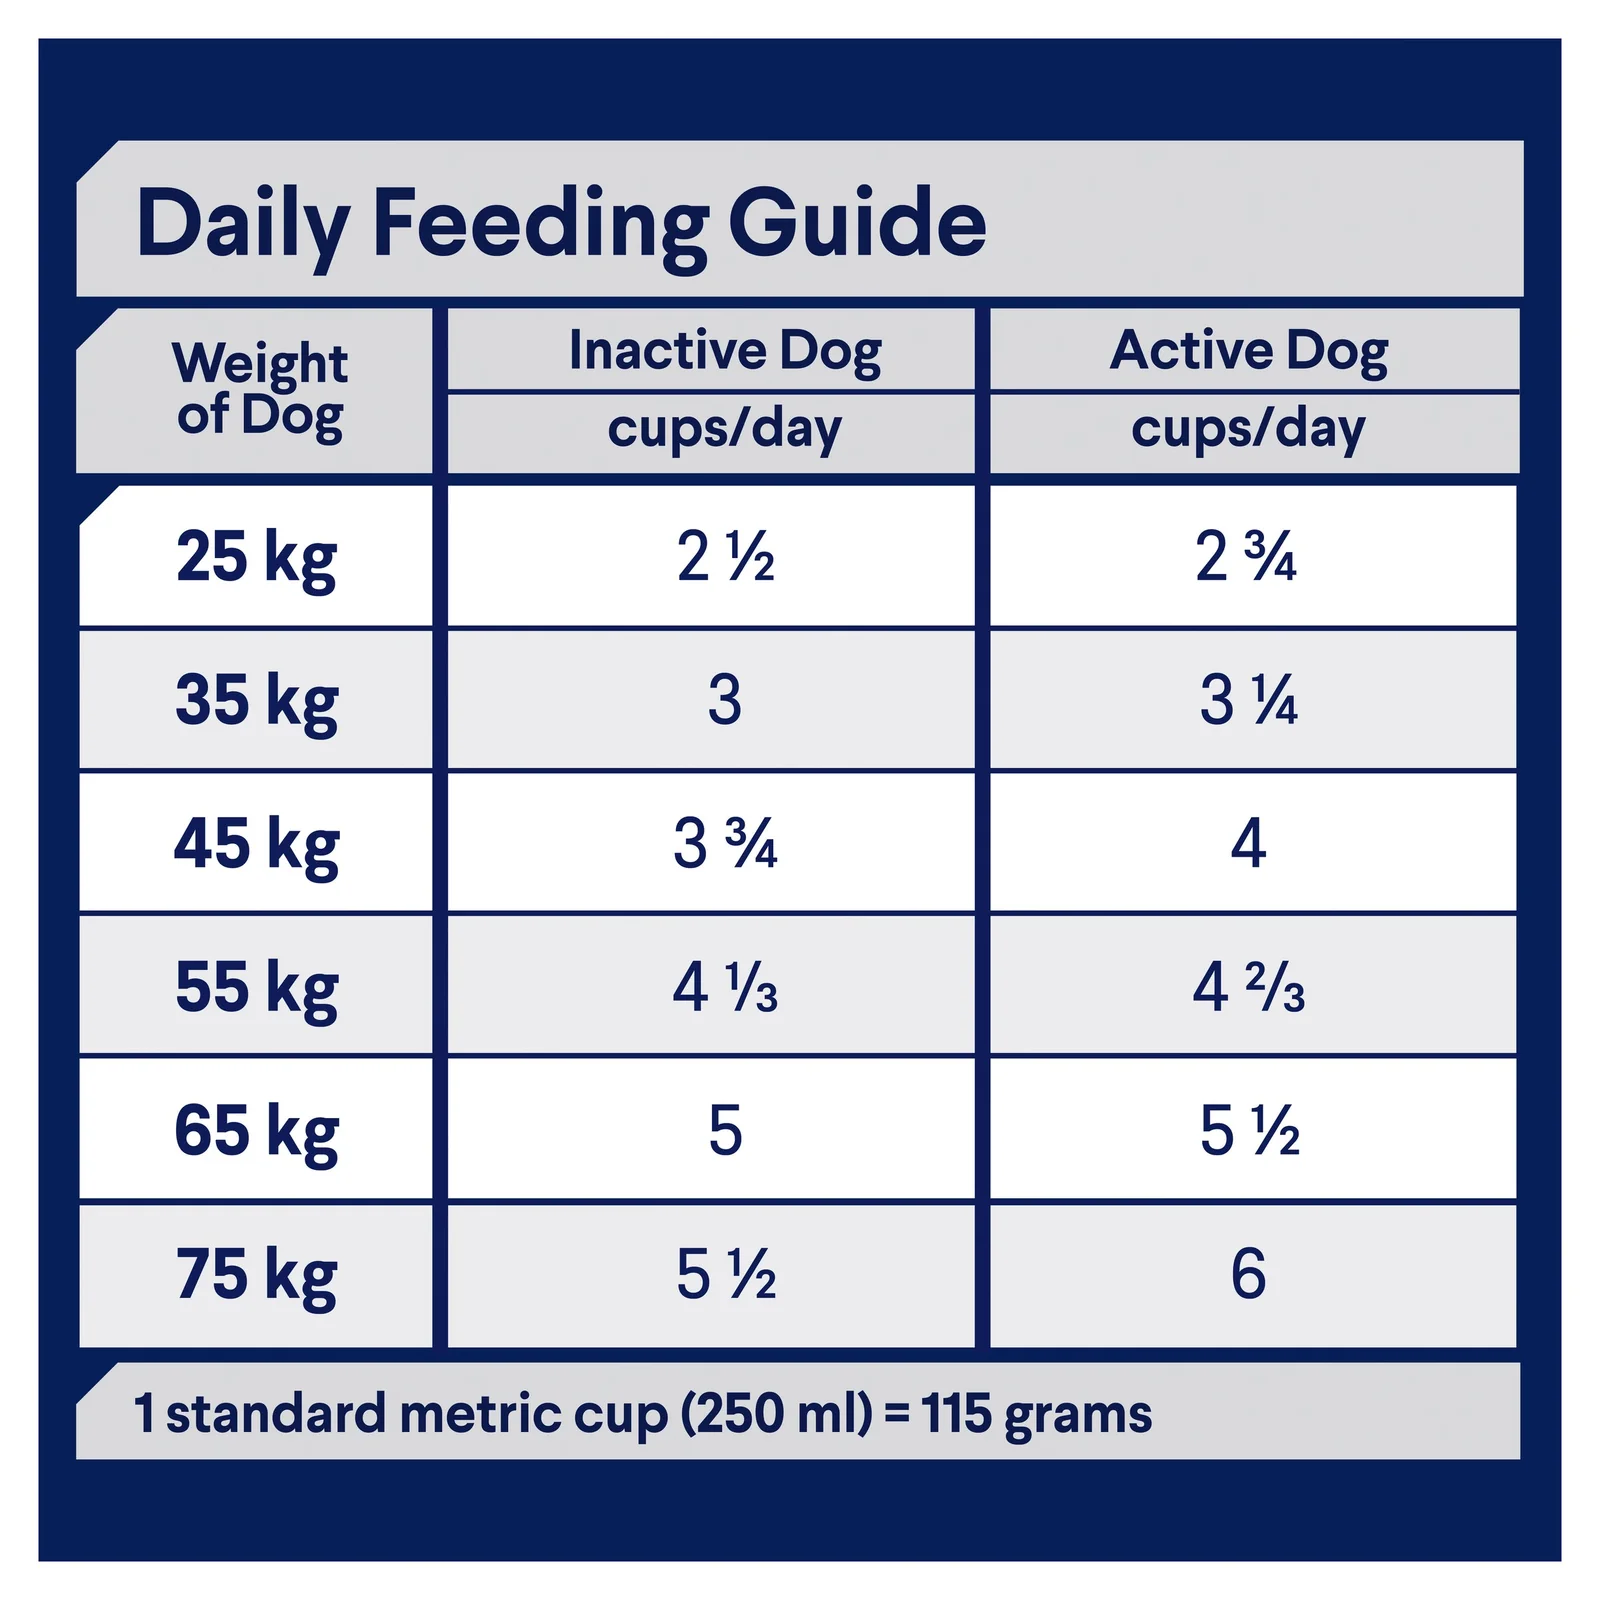 Daily Feeding Guide
Weight
of Dog
Inactive Dog
Active Dog
cups/day
cups/day
25 kg 2 ½ 2 ¾
35 kg 3 3 ¼
45 kg 3 ¾ 4
55 kg 4 ⅓ 4 ⅔
65 kg 5 5 ½
75 kg 5 ½ 6
1 standard metric cup (250 ml) = 115 grams